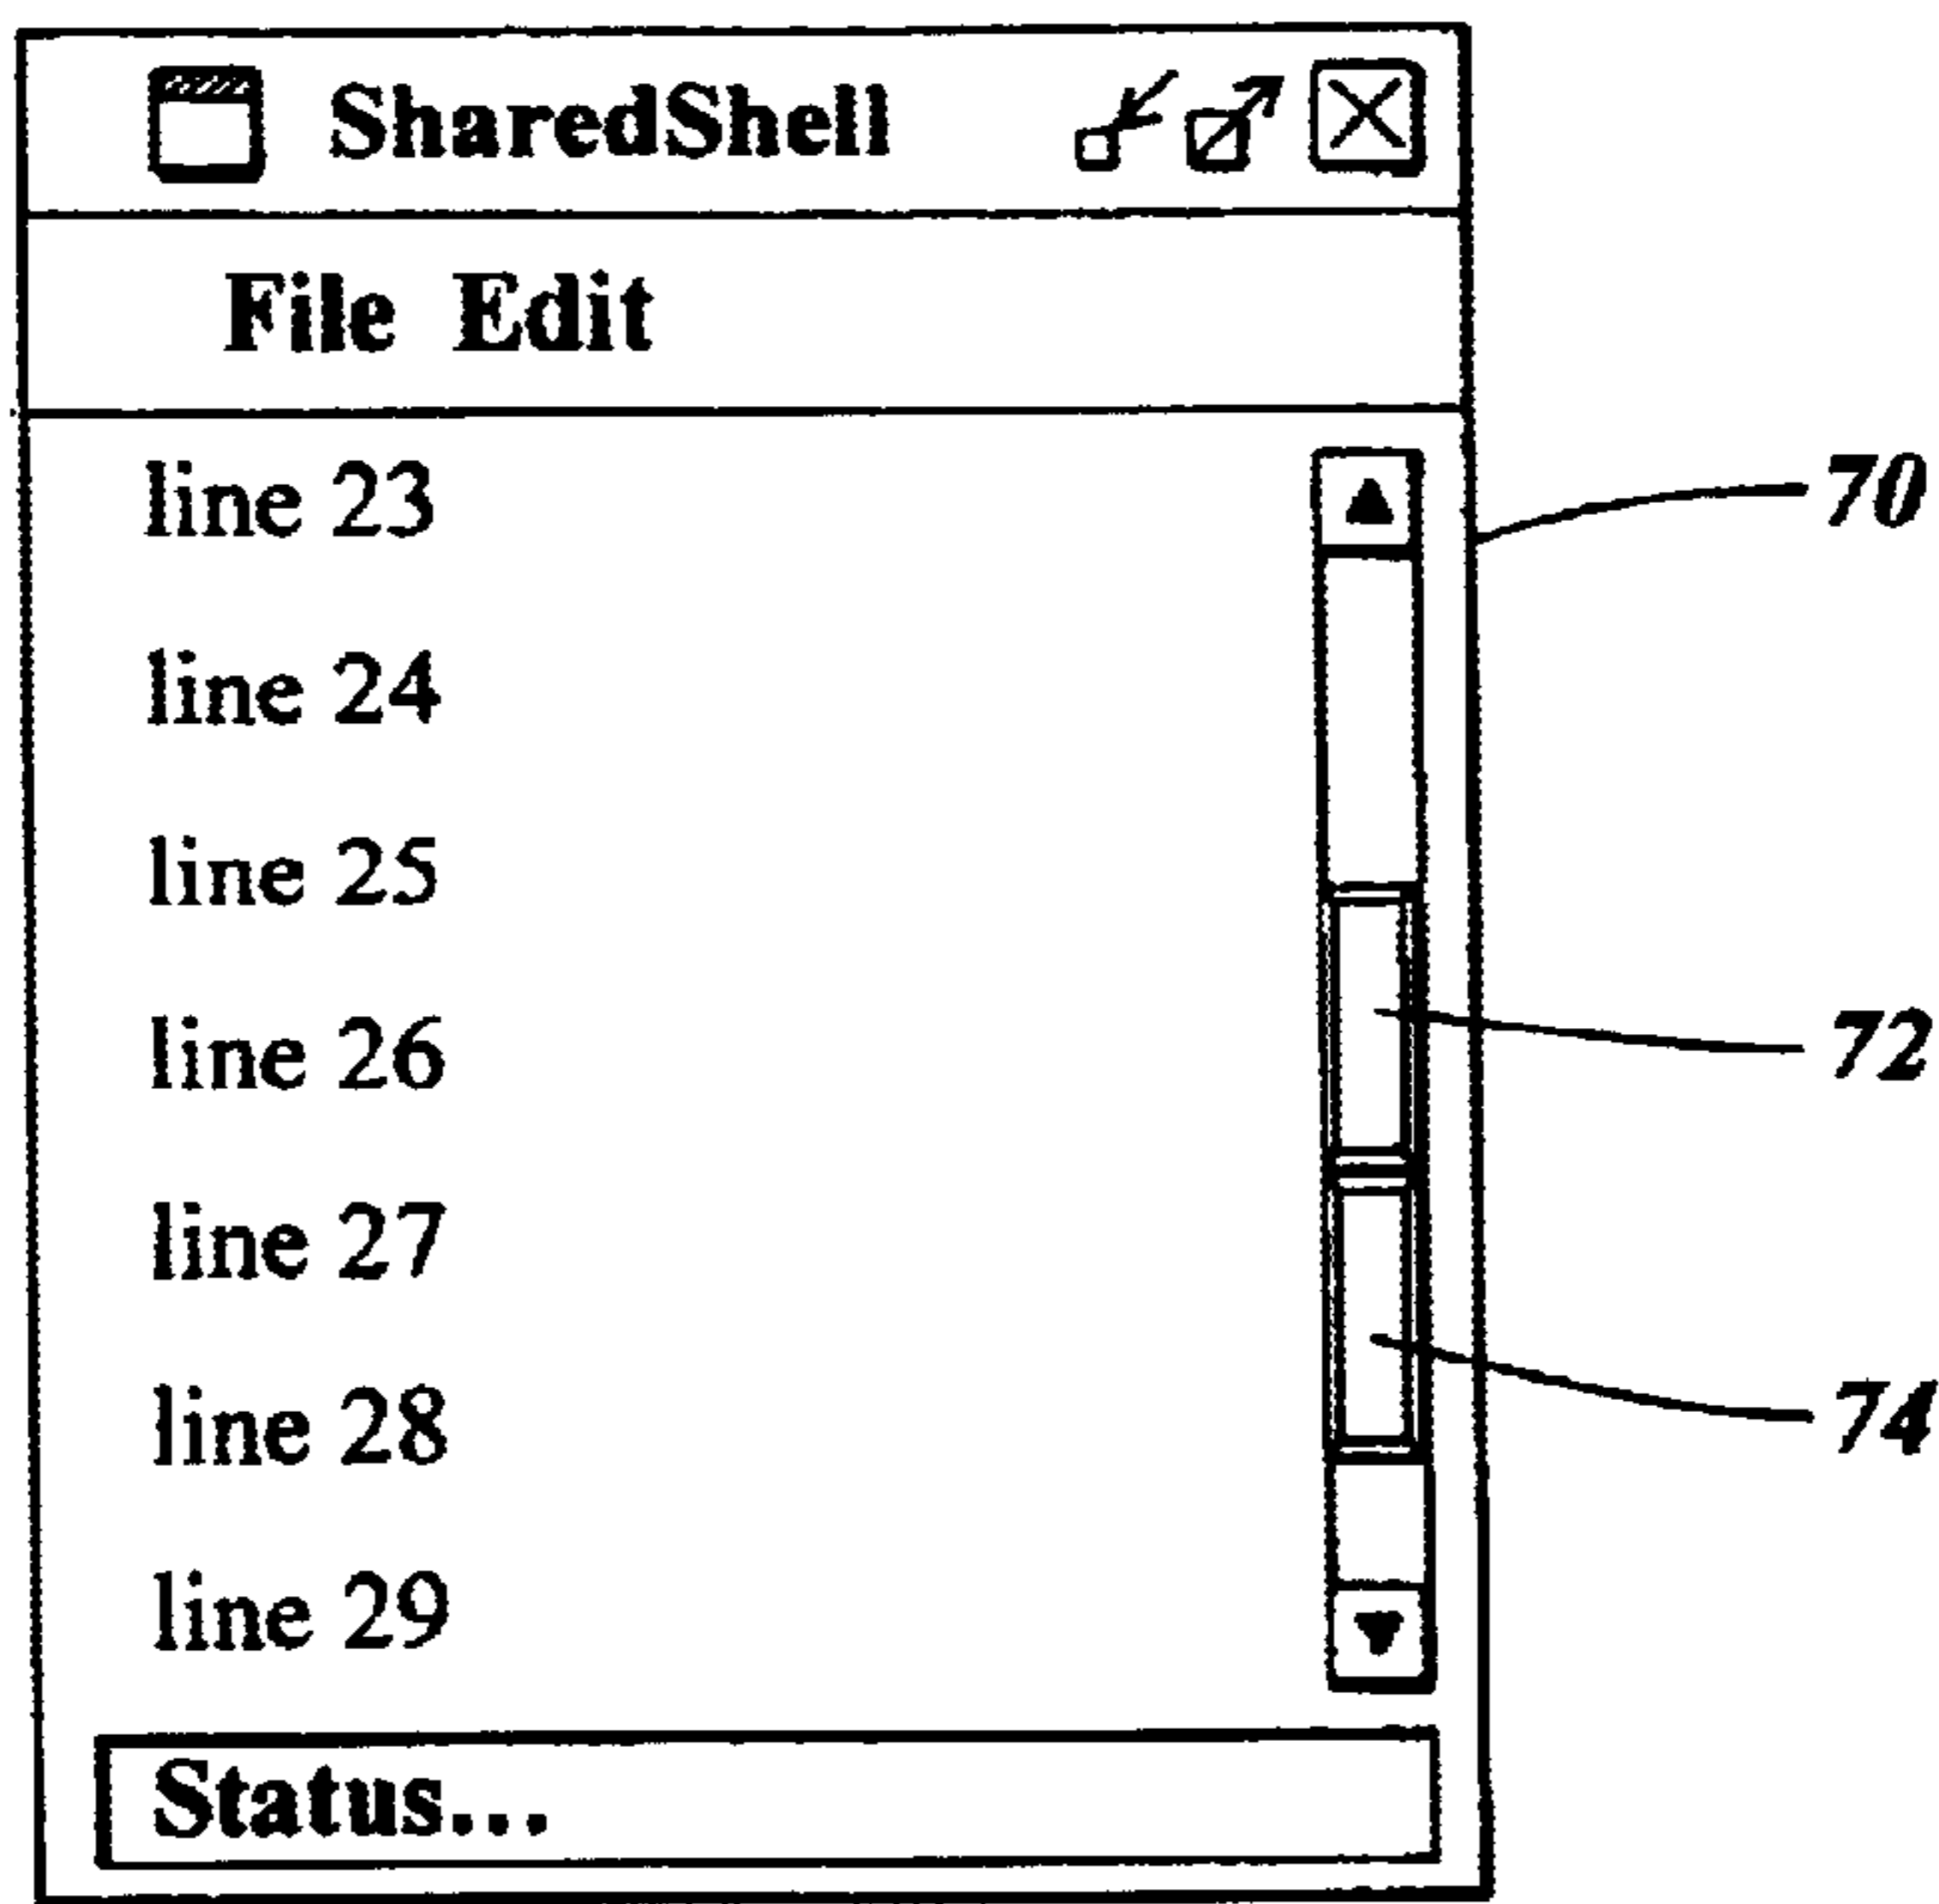 SharedShell
File Edit
line 23
70
line 24
line 25
line 26
72
line 27
line 28
74
line 29
Status...